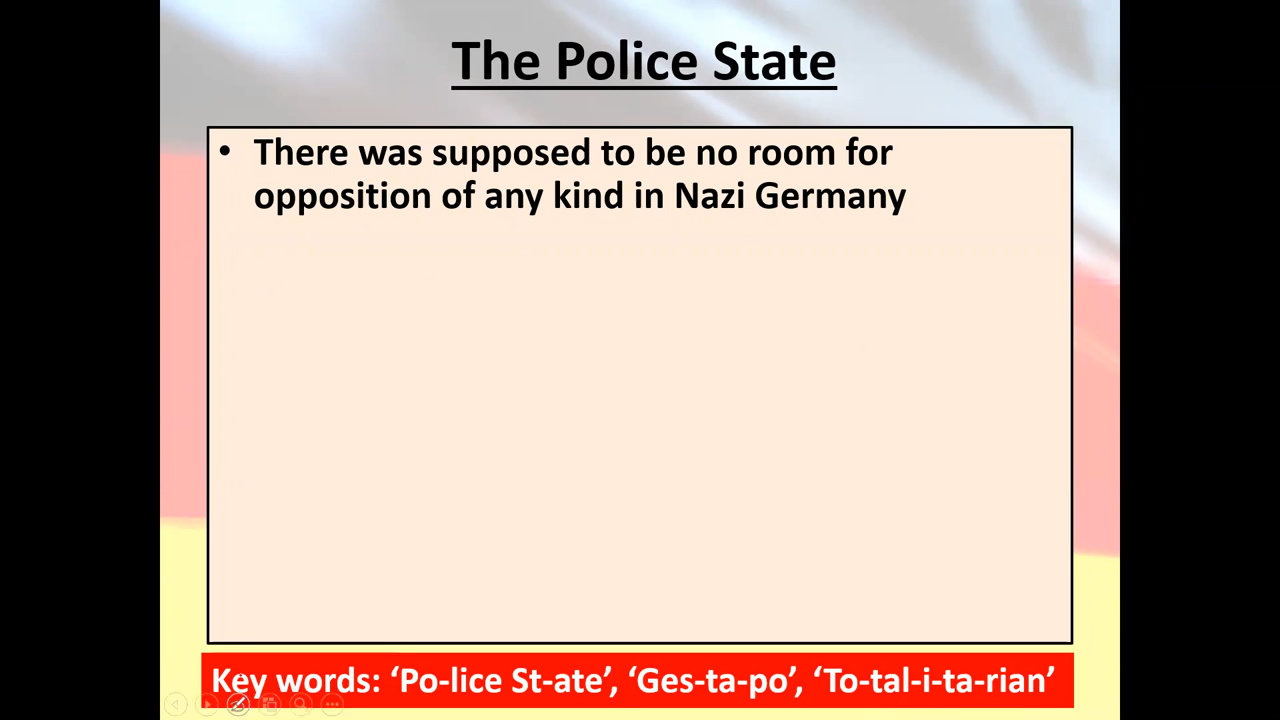 The Police State
• There was supposed to be no room for
opposition of any kind in Nazi Germany
Key words: ‘Po-lice St-ate’, ‘Ges-ta-po’, ‘To-tal-i-ta-rian’